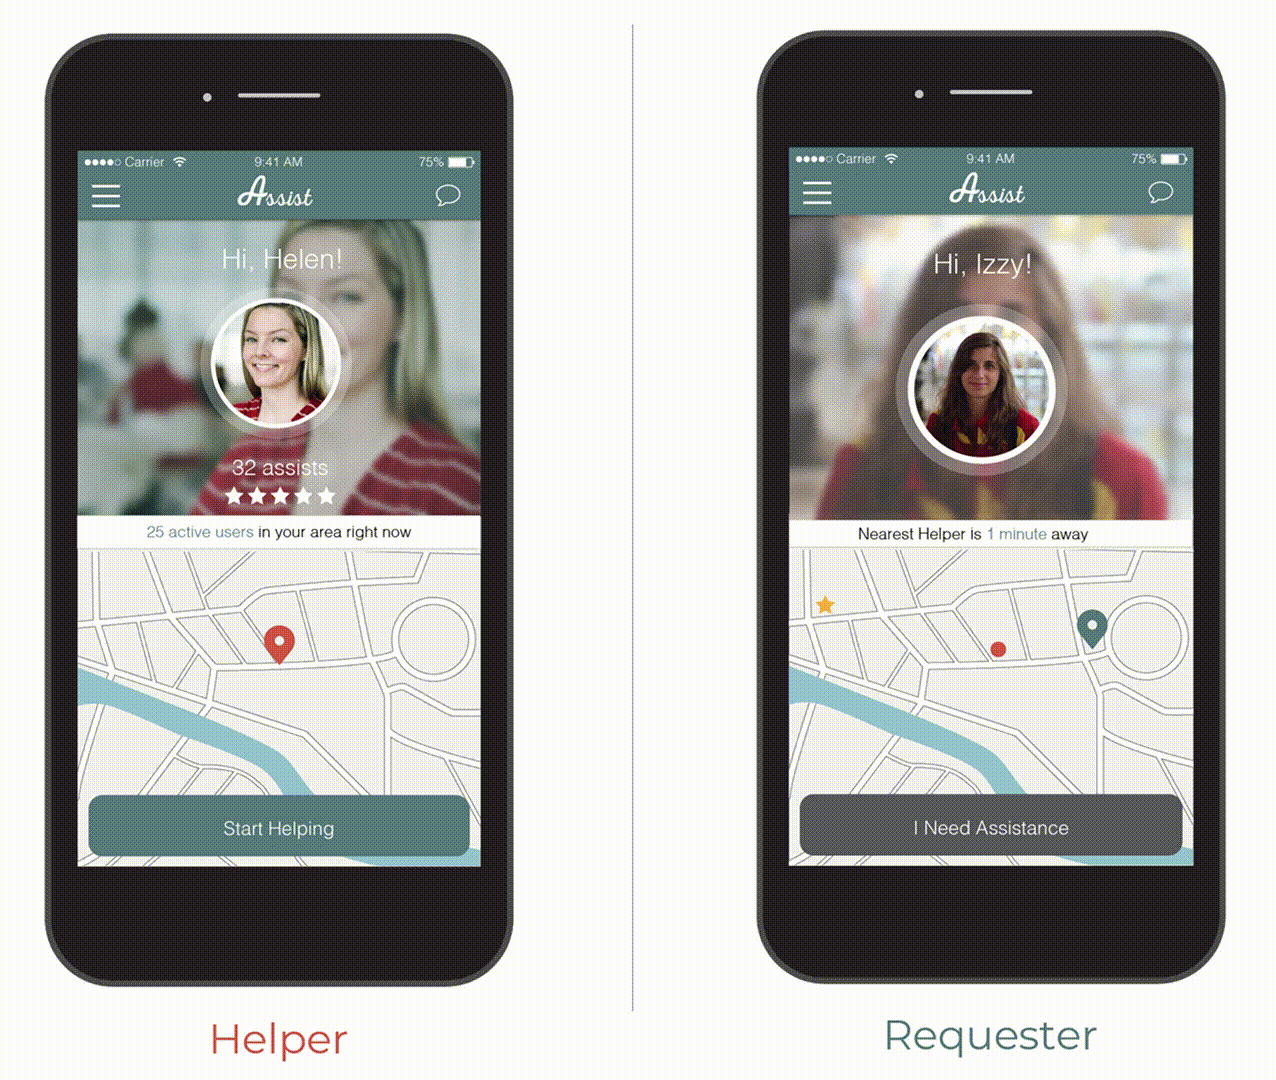 Carrier 9:41 AM 75%
Assist
Hi, Helen!
32 assists
25 active users in your area right now
Start Helping
Helper
Carrier 9:41 AM 75%
Assist
Hi, Izzy!
Nearest Helper is 1 minute away
I Need Assistance
Requester